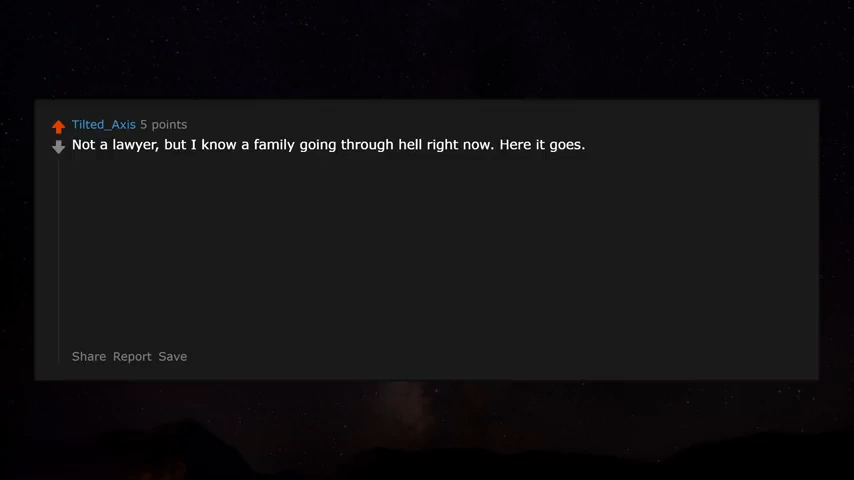 Tilted_Axis 5 points
Not a lawyer, but I know a family going through hell right now. Here it goes.
Share Report Save